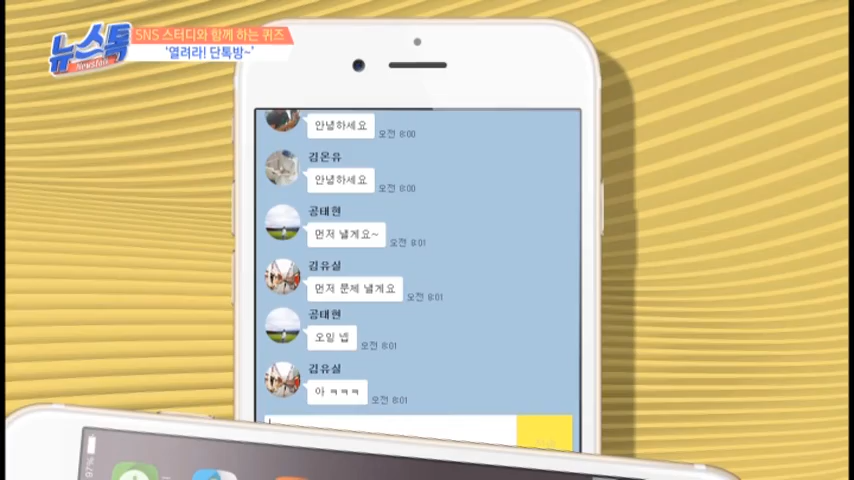 뉴스톡
Newstalk
SNS 스터디와 함께 하는 퀴즈
'열려라! 단톡방~'
안녕하세요
오전 8:00
김온유
안녕하세요
오전 8:00
공태현
먼저 낼게요~
오전 8:01
김유실
먼저 문제 낼게요
오전 8:01
공태현
오잉 넵
오전 8:01
김유실
아 ㅋㅋㅋ
오전 8:01
97%